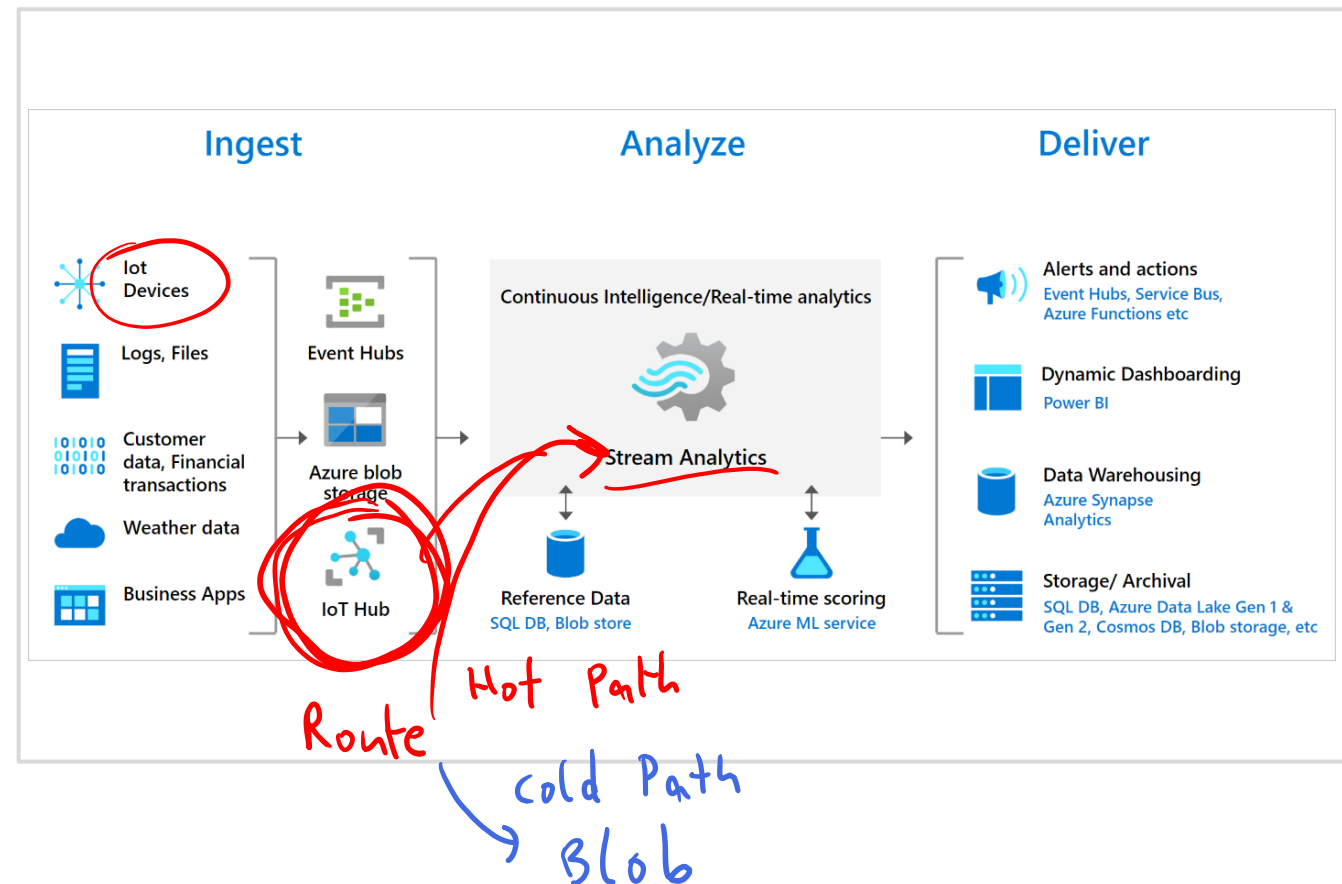 Ingest
Analyze
Deliver
Iot
Devices
Logs, Files
Customer
data, Financial
transactions
Weather data
Business Apps
Event Hubs
Azure blob
storage
IoT Hub
Continuous Intelligence/Real-time analytics
Stream Analytics
Reference Data
SQL DB, Blob store
Real-time scoring
Azure ML service
Alerts and actions
Event Hubs, Service Bus,
Azure Functions etc
Dynamic Dashboarding
Power BI
Data Warehousing
Azure Synapse
Analytics
Storage/ Archival
SQL DB, Azure Data Lake Gen 1 &
Gen 2, Cosmos DB, Blob storage, etc
Hot Path
Route
Cold Path
Blob